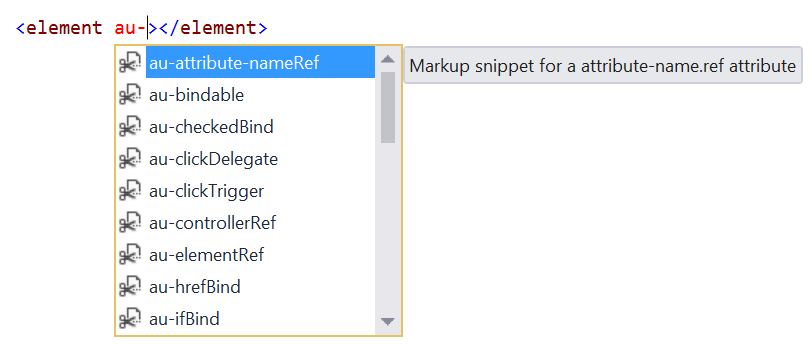 <element au-></element>
au-attribute-nameRef
Markup snippet for a attribute-name.ref attribute
au-bindable
au-checkedBind
au-clickDelegate
au-clickTrigger
au-controllerRef
au-elementRef
au-hrefBind
au-ifBind